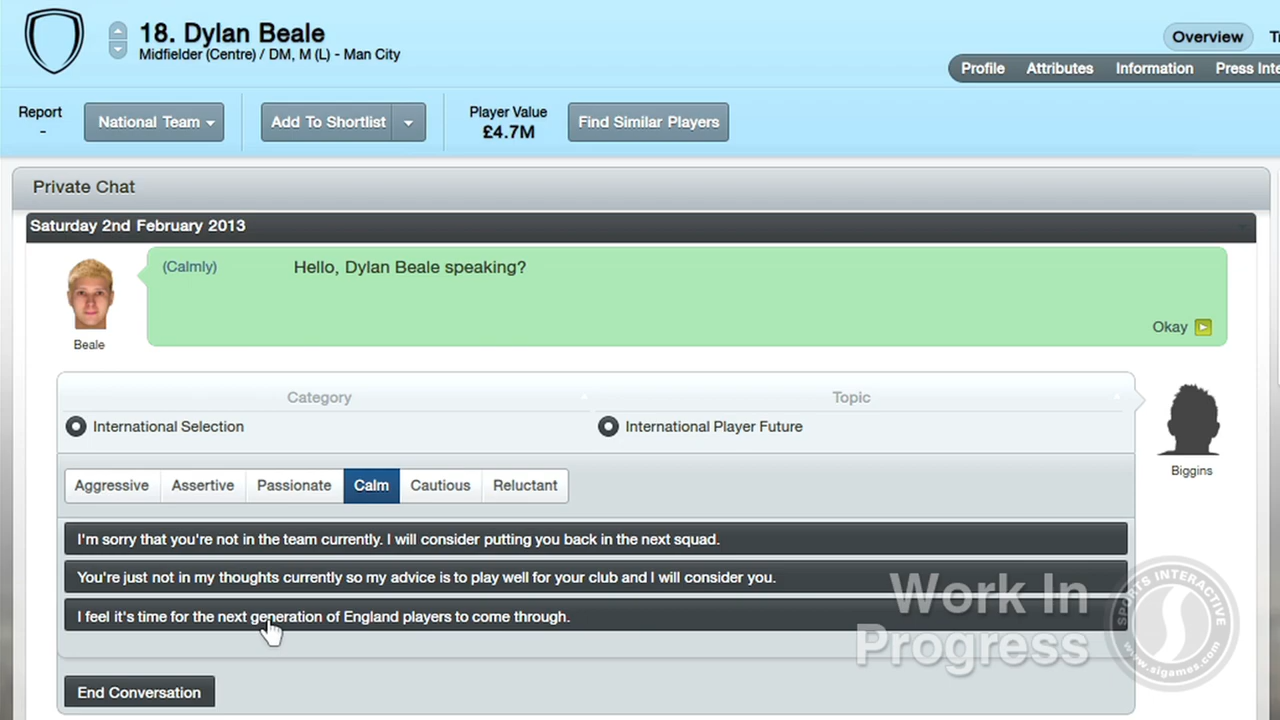 18. Dylan Beale
Midfielder (Centre) / DM, M (L) - Man City
Overview
Profile Attributes Information Press
Report
-
National Team
Add To Shortlist
Player Value
£4.7M
Find Similar Players
Private Chat
Saturday 2nd February 2013
(Calmly) Hello, Dylan Beale speaking?
Okay
Beale
Category Topic
International Selection International Player Future
Biggins
Aggressive Assertive Passionate Calm Cautious Reluctant
I'm sorry that you're not in the team currently. I will consider putting you back in the next squad.
You're just not in my thoughts currently so my advice is to play well for your club and I will consider you.
I feel it's time for the next generation of England players to come through.
Work In
Progress
SPORTS INTERACTIVE
www.sigames.com
End Conversation